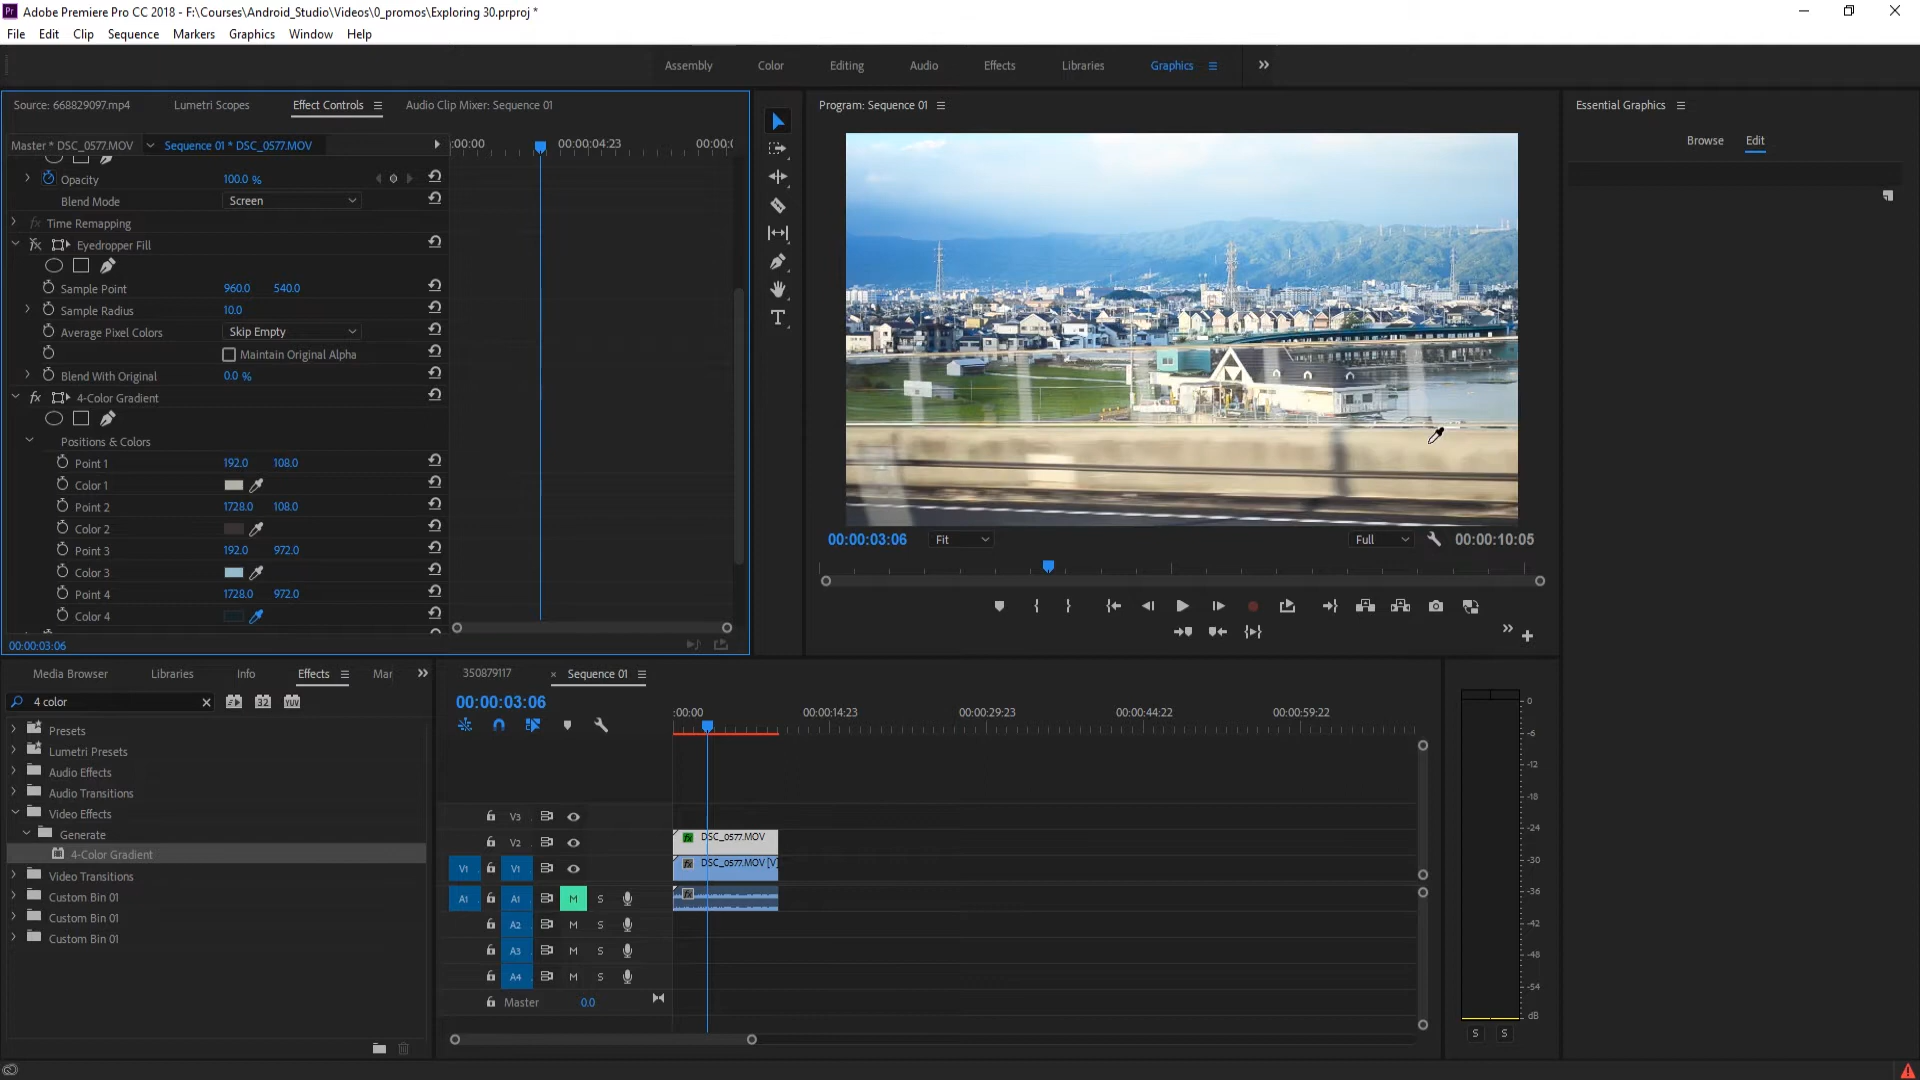 Adobe Premiere Pro CC 2018 - F:\Courses\Android_Studio\Videos\0_promos\Exploring 30.prproj *
File Edit Clip Sequence Markers Graphics Window Help
Assembly Color Editing Audio Effects Libraries Graphics
Source: 668829097.mp4 Lumetri Scopes Effect Controls Audio Clip Mixer: Sequence 01
Program: Sequence 01
Essential Graphics
Browse Edit
Master * DSC_0577.MOV Sequence 01 * DSC_0577.MOV
:00:00 00:00:04:23 00:00:
Opacity 100.0 %
Blend Mode Screen
fx Time Remapping
fx Eyedropper Fill
Sample Point 960.0 540.0
Sample Radius 10.0
Average Pixel Colors Skip Empty
Maintain Original Alpha
Blend With Original 0.0 %
fx 4-Color Gradient
Positions & Colors
Point 1 192.0 108.0
Color 1
Point 2 1728.0 108.0
Color 2
Point 3 192.0 972.0
Color 3
Point 4 1728.0 972.0
Color 4
00:00:03:06
00:00:03:06 Fit Full 00:00:10:05
Media Browser Libraries Info Effects Mar
4 color
32 YUV
Presets
Lumetri Presets
Audio Effects
Audio Transitions
Video Effects
Generate
4-Color Gradient
Video Transitions
Custom Bin 01
Custom Bin 01
Custom Bin 01
350879117 × Sequence 01
00:00:03:06
:00:00 00:00:14:23 00:00:29:23 00:00:44:22 00:00:59:22
V3
V2 fx DSC_0577.MOV
V1 V1 fx DSC_0577.MOV [V]
A1 A1 M S
A2 M S
A3 M S
A4 M S
Master 0.0
0
-6
-12
-18
-24
-30
-36
-42
-48
-54
dB
S S